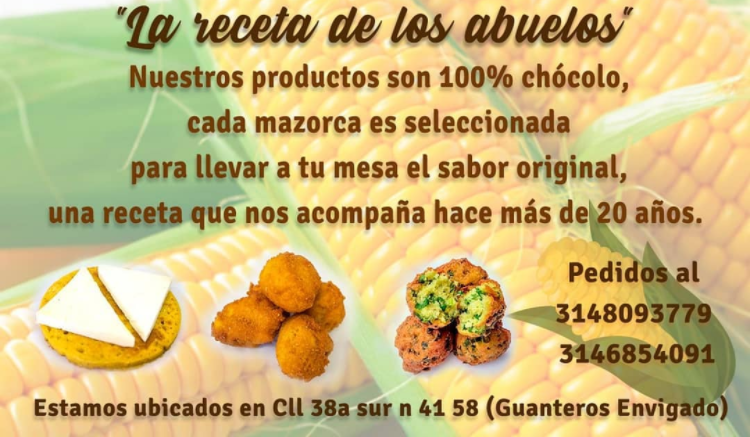 "La receta de los abuelos"
Nuestros productos son 100% chócolo,
cada mazorca es seleccionada
para llevar a tu mesa el sabor original,
una receta que nos acompaña hace más de 20 años.
Pedidos al
3148093779
3146854091
Estamos ubicados en Cll 38a sur n 41 58 (Guanteros Envigado)